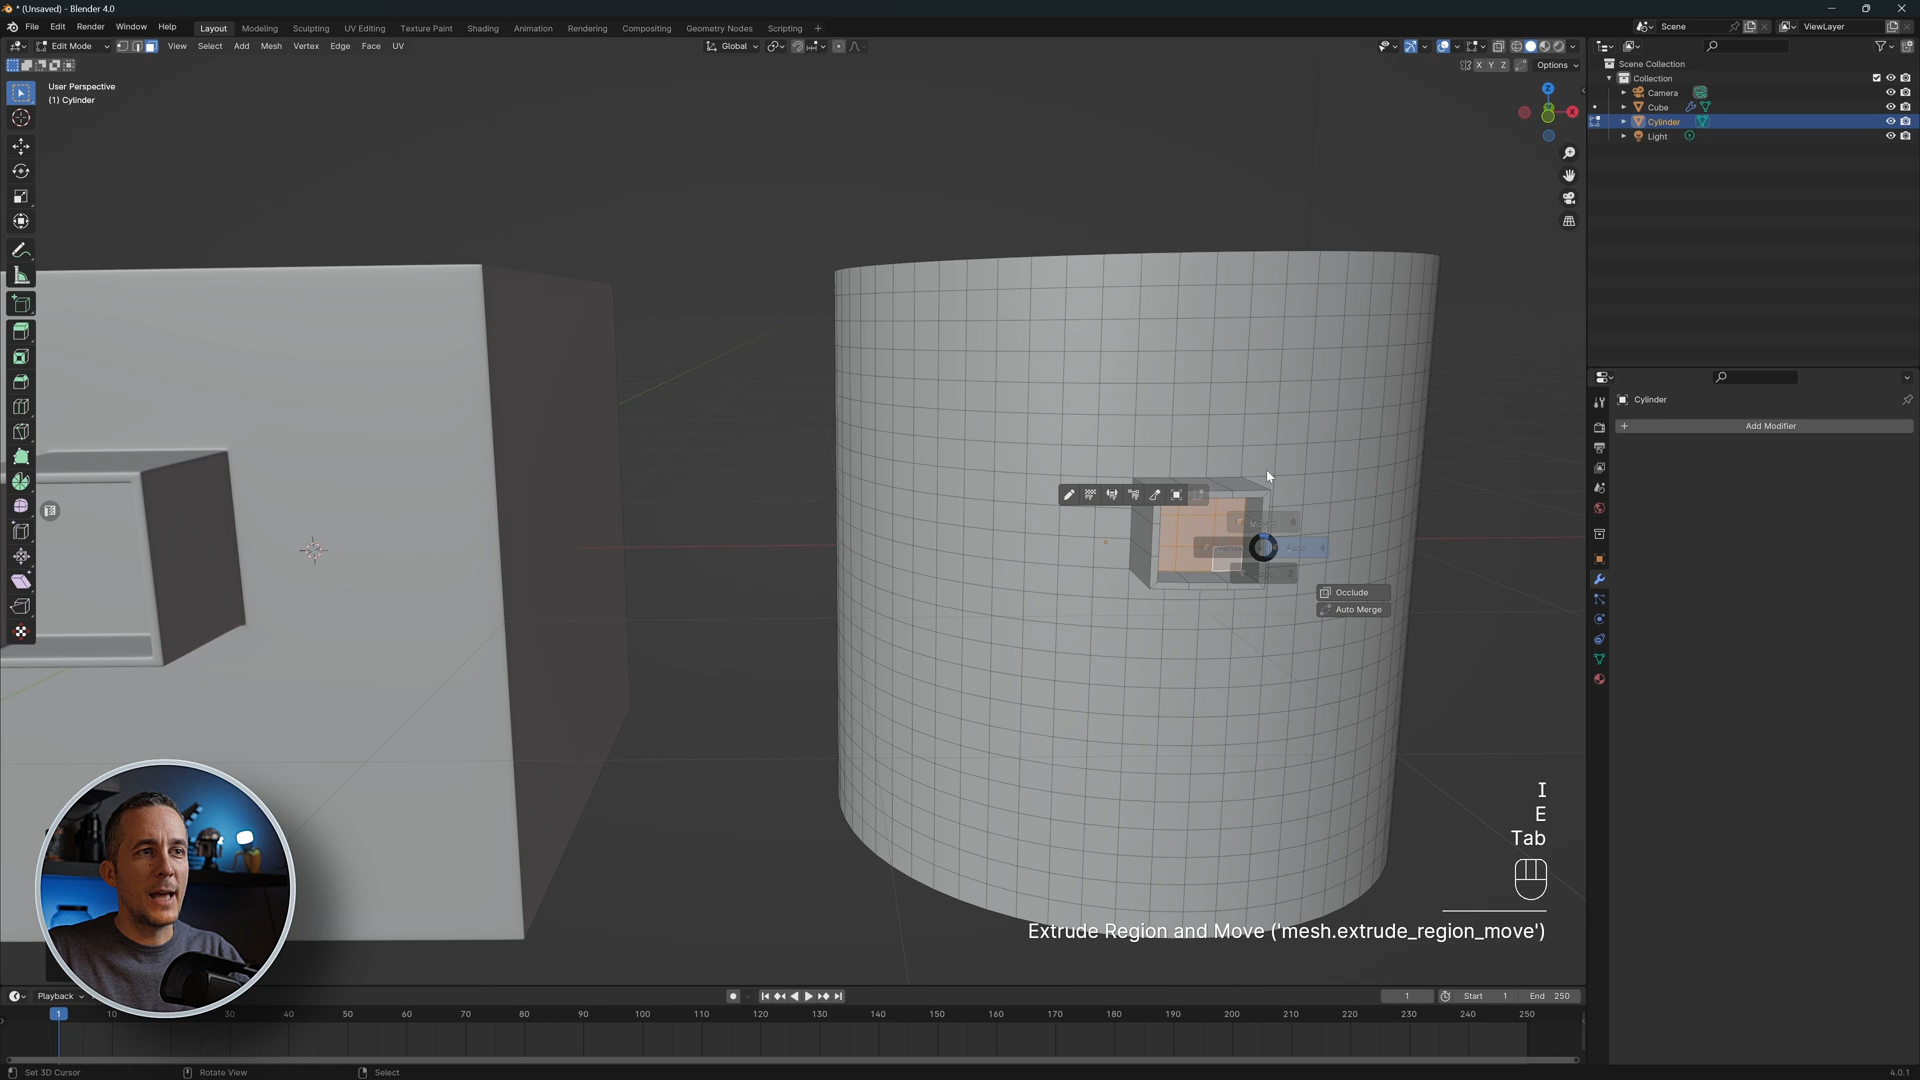 * (Unsaved) - Blender 4.0
File Edit Render Window Help
Layout Modeling Sculpting UV Editing Texture Paint Shading Animation Rendering Compositing Geometry Nodes Scripting +
Scene
ViewLayer
Edit Mode View Select Add Mesh Vertex Edge Face UV
Global
X Y Z Options
User Perspective
(1) Cylinder
Z
X
Scene Collection
Collection
Camera
Cube
Cylinder
Light
Cylinder
+ Add Modifier
8
Face 6
2
Occlude
Auto Merge
I
E
Tab
Extrude Region and Move ('mesh.extrude_region_move')
Playback
1 Start 1 End 250
1 10 30 40 50 60 70 80 90 100 110 120 130 140 150 160 170 180 190 200 210 220 230 240 250
Set 3D Cursor Rotate View Select
4.0.1